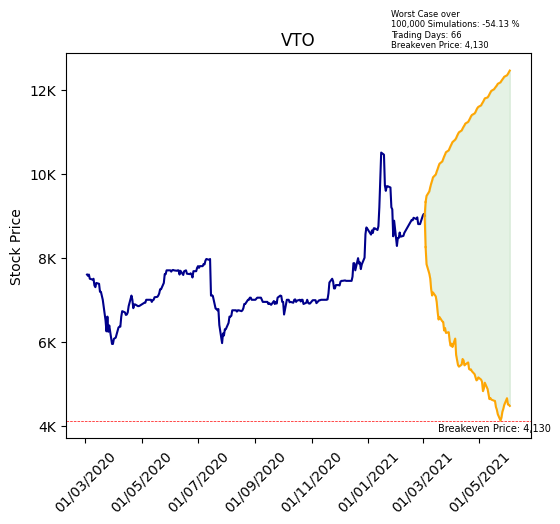 Worst Case over
100,000 Simulations: -54.13 %
Trading Days: 66
Breakeven Price: 4,130
VTO
Stock Price
12K
10K
8K
6K
4K
Breakeven Price: 4,130
01/03/2020
01/05/2020
01/07/2020
01/09/2020
01/11/2020
01/01/2021
01/03/2021
01/05/2021